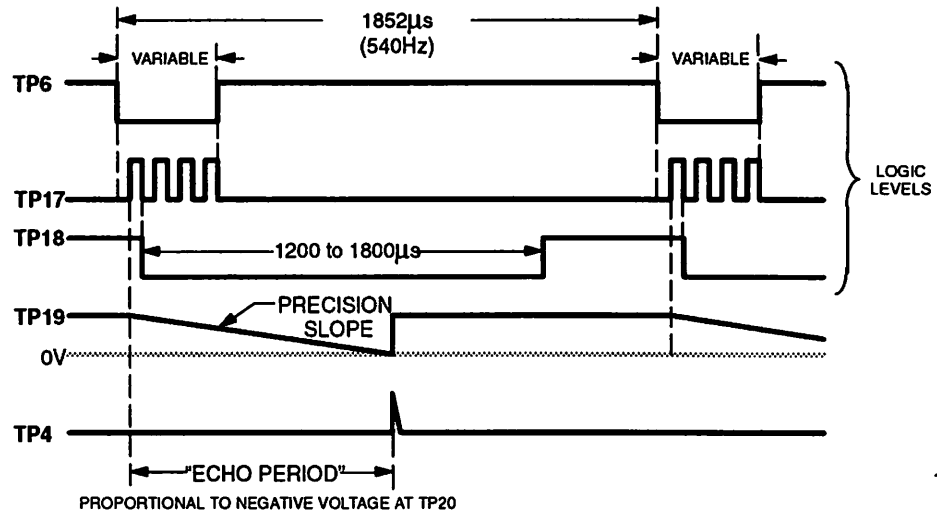 1852µs
(540Hz)
VARIABLE
VARIABLE
TP6
TP17
LOGIC
LEVELS
TP18
1200 to 1800µs
TP19
PRECISION
SLOPE
0V
TP4
"ECHO PERIOD"
PROPORTIONAL TO NEGATIVE VOLTAGE AT TP20